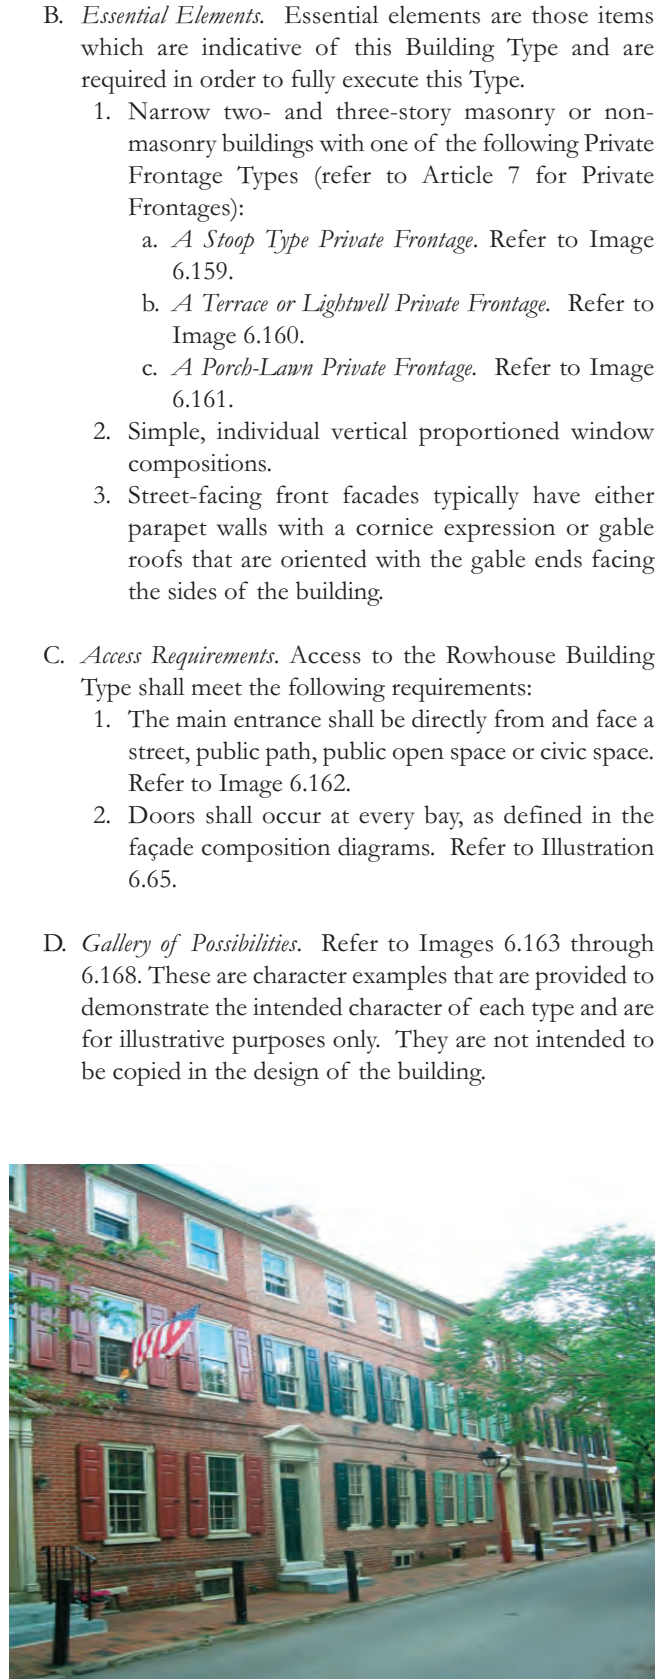 B. Essential Elements. Essential elements are those items
which are indicative of this Building Type and are
required in order to fully execute this Type.
1. Narrow two- and three-story masonry or non-
masonry buildings with one of the following Private
Frontage Types (refer to Article 7 for Private
Frontages):
a. A Stoop Type Private Frontage. Refer to Image
6.159.
b. A Terrace or Lightwell Private Frontage. Refer to
Image 6.160.
c. A Porch-Lawn Private Frontage. Refer to Image
6.161.
2. Simple, individual vertical proportioned window
compositions.
3. Street-facing front facades typically have either
parapet walls with a cornice expression or gable
roofs that are oriented with the gable ends facing
the sides of the building.
C. Access Requirements. Access to the Rowhouse Building
Type shall meet the following requirements:
1. The main entrance shall be directly from and face a
street, public path, public open space or civic space.
Refer to Image 6.162.
2. Doors shall occur at every bay, as defined in the
façade composition diagrams. Refer to Illustration
6.65.
D. Gallery of Possibilities. Refer to Images 6.163 through
6.168. These are character examples that are provided to
demonstrate the intended character of each type and are
for illustrative purposes only. They are not intended to
be copied in the design of the building.